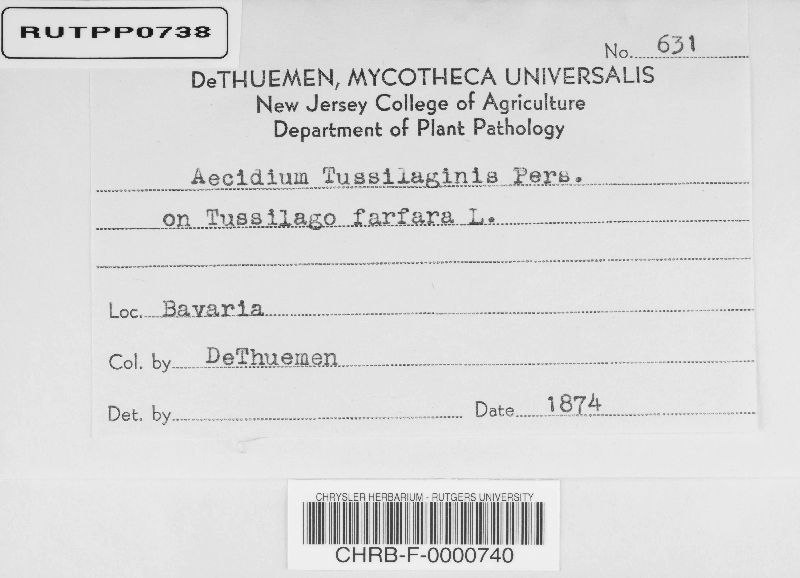 RUTPP0738
No. 631
DeTHUEMEN, MYCOTHECA UNIVERSALIS
New Jersey College of Agriculture
Department of Plant Pathology
Aecidium Tussilaginis Pers.
on Tussilago farfara L.
Loc. Bavaria
Col. by DeThuemen
Det. by Date 1874
CHRYSLER HERBARIUM - RUTGERS UNIVERSITY
CHRB-F-0000740